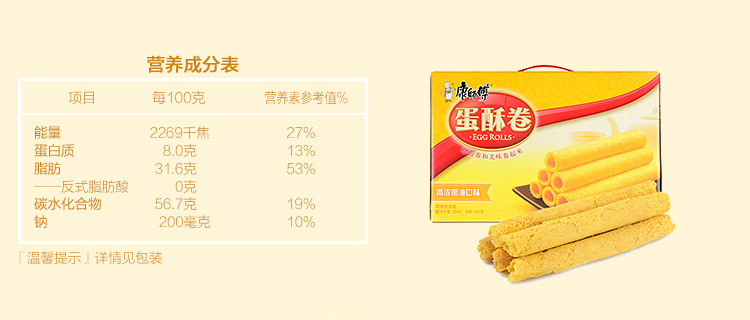 营养成分表
项目 每100克 营养素参考值%
能量 2269千焦 27%
蛋白质 8.0克 13%
脂肪 31.6克 53%
——反式脂肪酸 0克
碳水化合物 56.7克 19%
钠 200毫克 10%
『温馨提示』详情见包装
康师傅
蛋酥卷
EGG ROLLS
香浓奶油口味